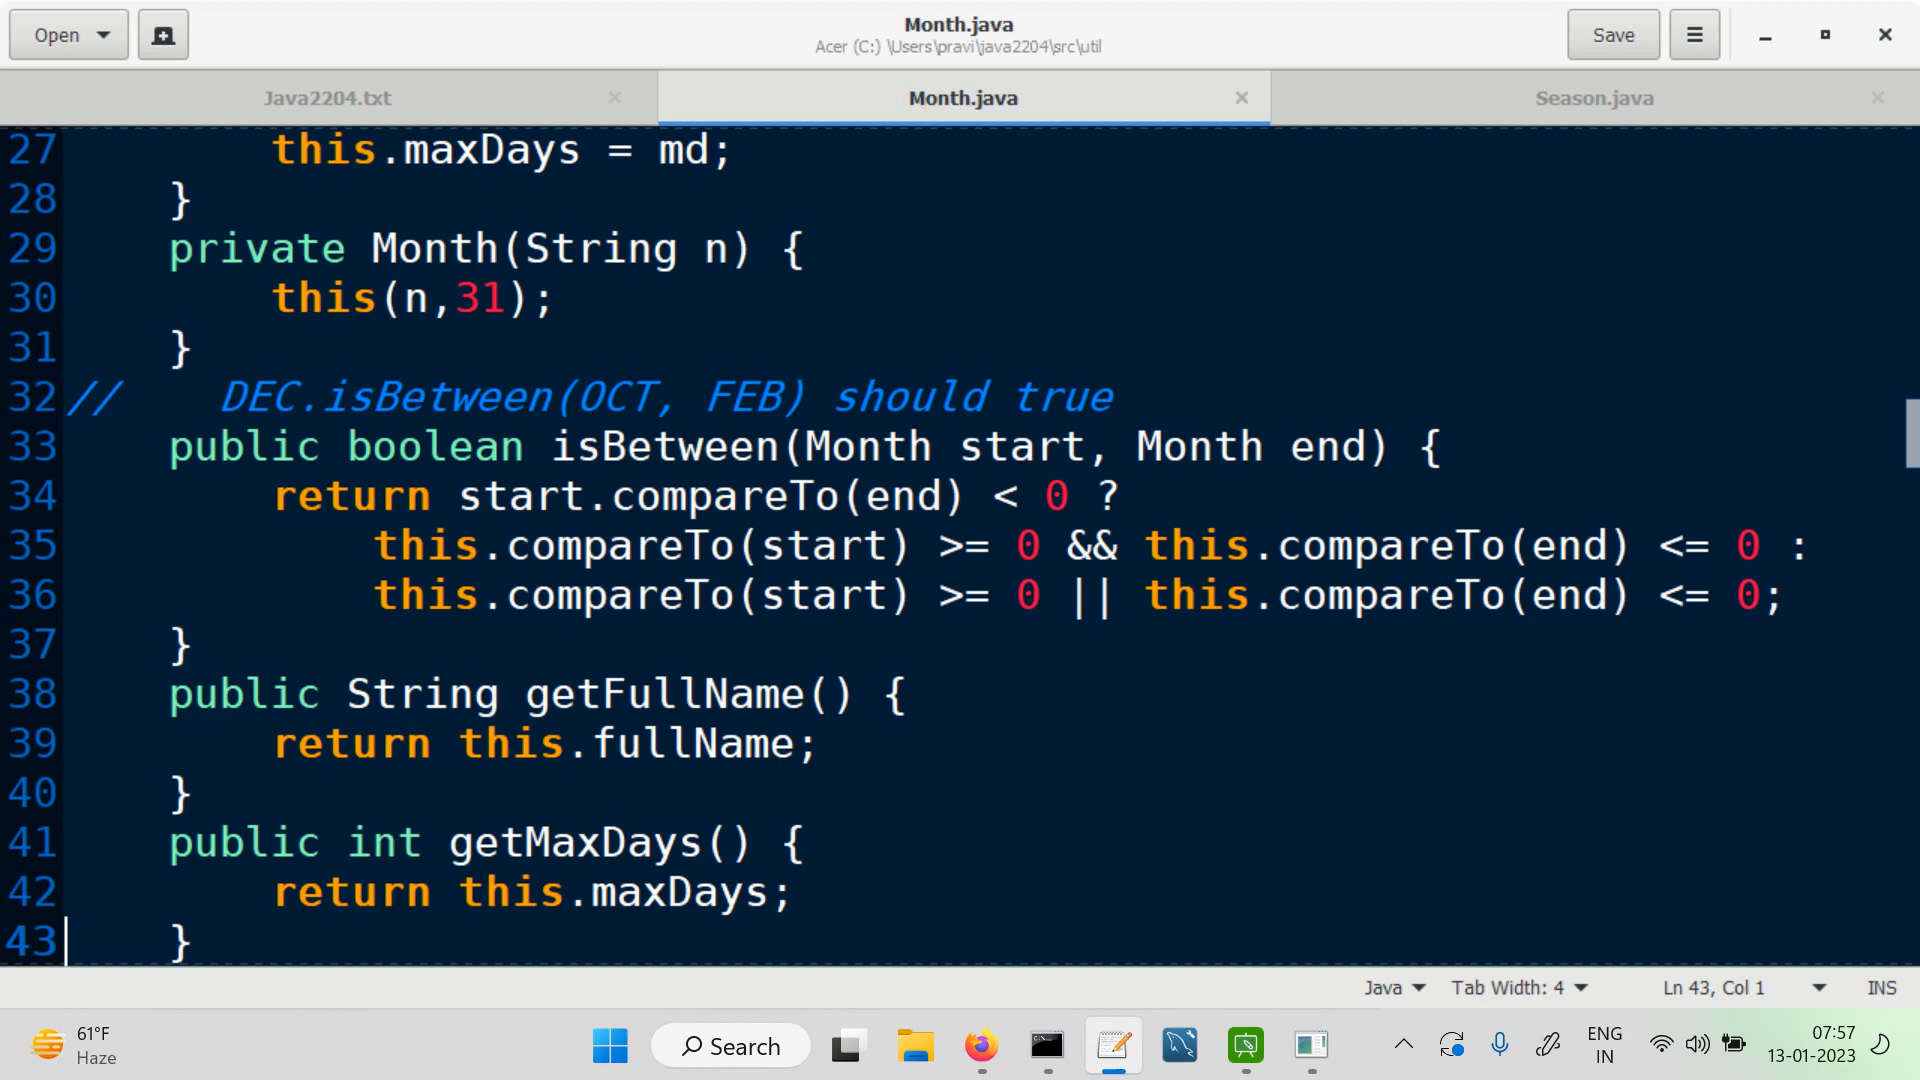 Open
Month.java
Acer (C:) \Users\pravi\java2204\src\util
Save
Java2204.txt
Month.java
Season.java
27 this.maxDays = md;
28 }
29 private Month(String n) {
30 this(n,31);
31 }
32 // DEC.isBetween(OCT, FEB) should true
33 public boolean isBetween(Month start, Month end) {
34 return start.compareTo(end) < 0 ?
35 this.compareTo(start) >= 0 && this.compareTo(end) <= 0 :
36 this.compareTo(start) >= 0 || this.compareTo(end) <= 0;
37 }
38 public String getFullName() {
39 return this.fullName;
40 }
41 public int getMaxDays() {
42 return this.maxDays;
43 }
Java Tab Width: 4 Ln 43, Col 1 INS
61°F
Haze
Search
ENG
IN
07:57
13-01-2023